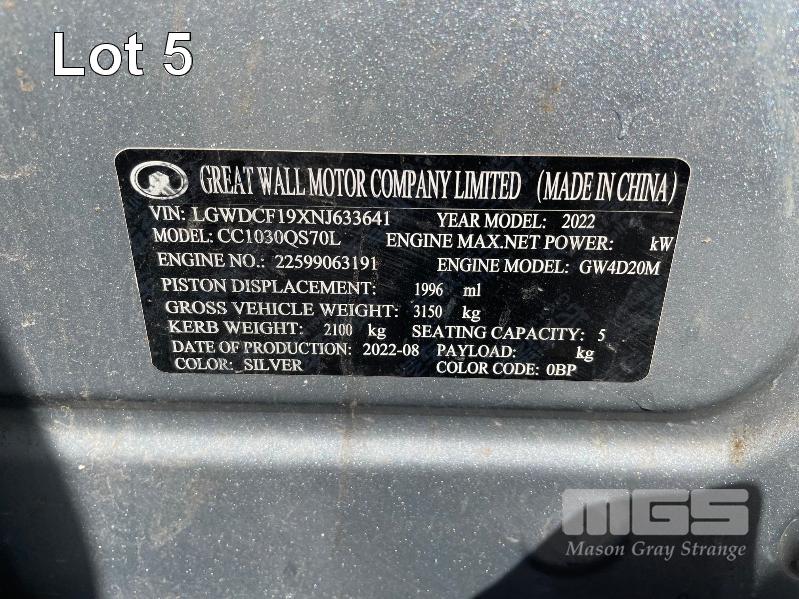 Lot 5
GREAT WALL MOTOR COMPANY LIMITED (MADE IN CHINA)
VIN: LGWDCF19XNJ633641 YEAR MODEL: 2022
MODEL: CC1030QS70L ENGINE MAX.NET POWER: kW
ENGINE NO.: 22599063191 ENGINE MODEL: GW4D20M
PISTON DISPLACEMENT: 1996 ml
GROSS VEHICLE WEIGHT: 3150 kg
KERB WEIGHT: 2100 kg SEATING CAPACITY: 5
DATE OF PRODUCTION: 2022-08 PAYLOAD: kg
COLOR: SILVER COLOR CODE: 0BP
MGS
Mason Gray Strange